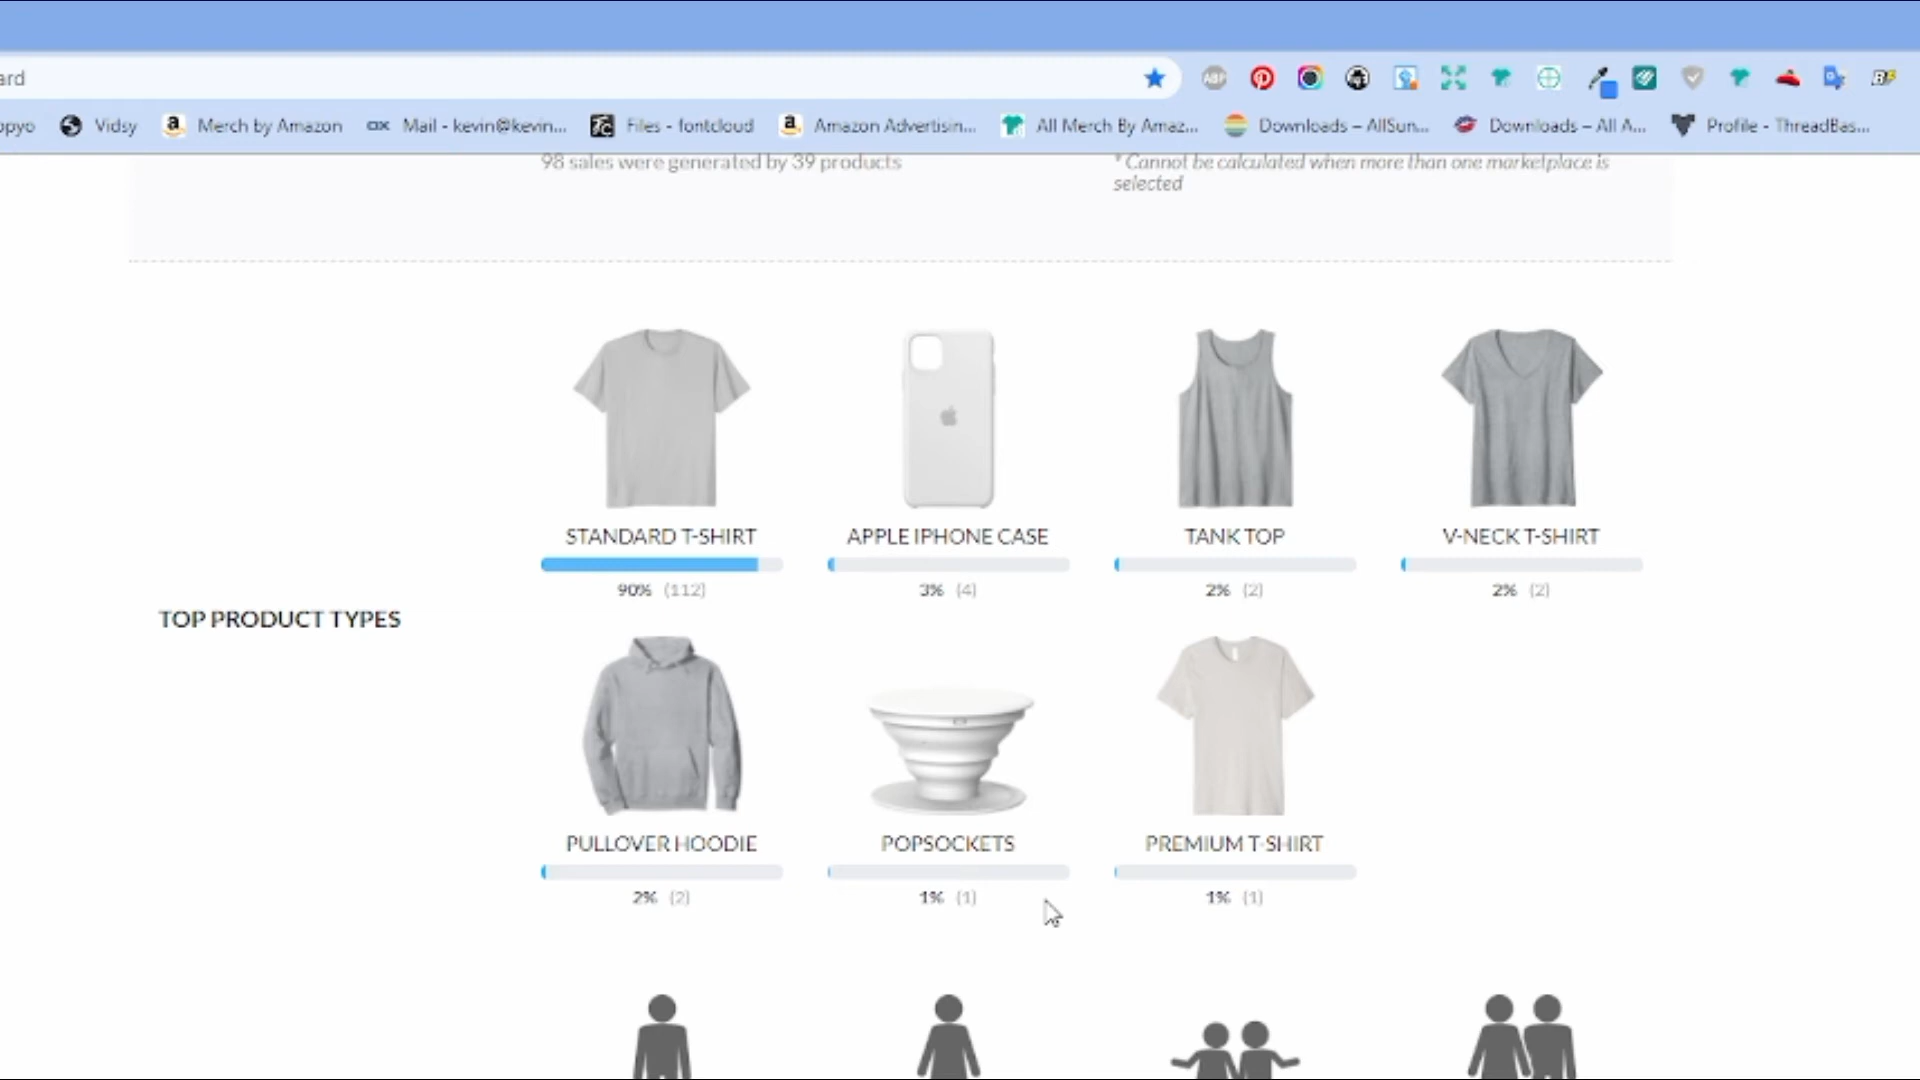 ard
opyo Vidsy Merch by Amazon Mail - kevin@kevin... Files - fontcloud Amazon Advertisin... All Merch By Amaz... Downloads – AllSun... Downloads – All A... Profile - ThreadBas...
98 sales were generated by 39 products
* Cannot be calculated when more than one marketplace is
selected
STANDARD T-SHIRT APPLE IPHONE CASE TANK TOP V-NECK T-SHIRT
90% (112) 3% (4) 2% (2) 2% (2)
TOP PRODUCT TYPES
PULLOVER HOODIE POPSOCKETS PREMIUM T-SHIRT
2% (2) 1% (1) 1% (1)